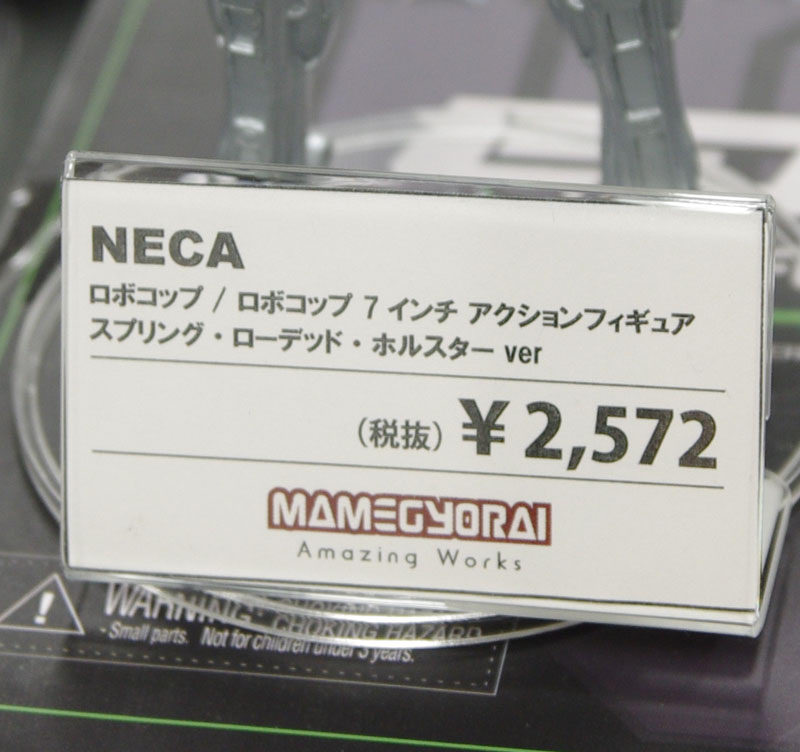 NECA
ロボコップ / ロボコップ 7 インチ アクションフィギュア
スプリング・ローデッド・ホルスター ver
(税抜) ¥2,572
MAMEGYORAI
Amazing Works
WARNING: CHOKING HAZARD
-Small parts. Not for children under 3 years.